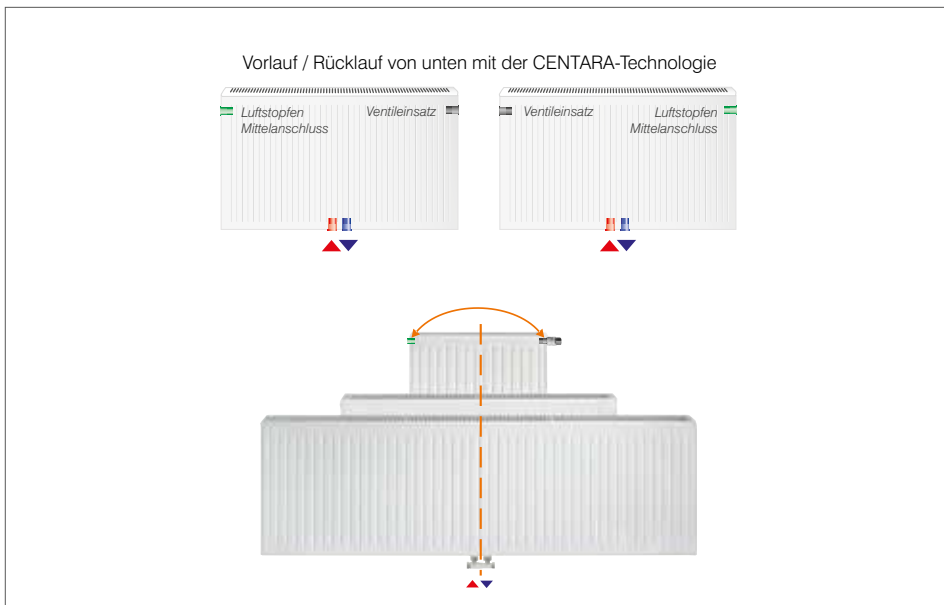 Vorlauf / Rücklauf von unten mit der CENTARA-Technologie
Luftstopfen
Mittelanschluss
Ventileinsatz
Ventileinsatz
Luftstopfen
Mittelanschluss